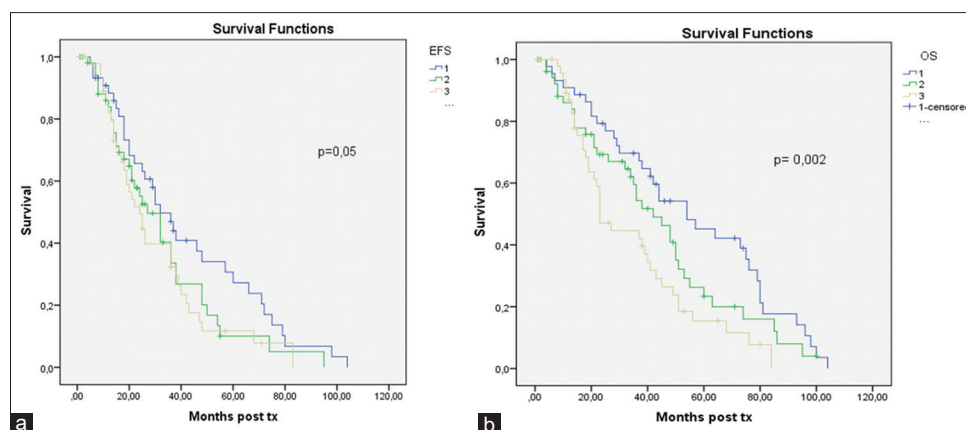 Survival Functions
EFS
1
2
3
...
p=0,05
Survival
1,0
0,8
0,6
0,4
0,2
0,0
,00 20,00 40,00 60,00 80,00 100,00 120,00
Months post tx
a
Survival Functions
OS
1
2
3
1-censored
...
p= 0,002
Survival
1,0
0,8
0,6
0,4
0,2
0,0
,00 20,00 40,00 60,00 80,00 100,00 120,00
Months post tx
b